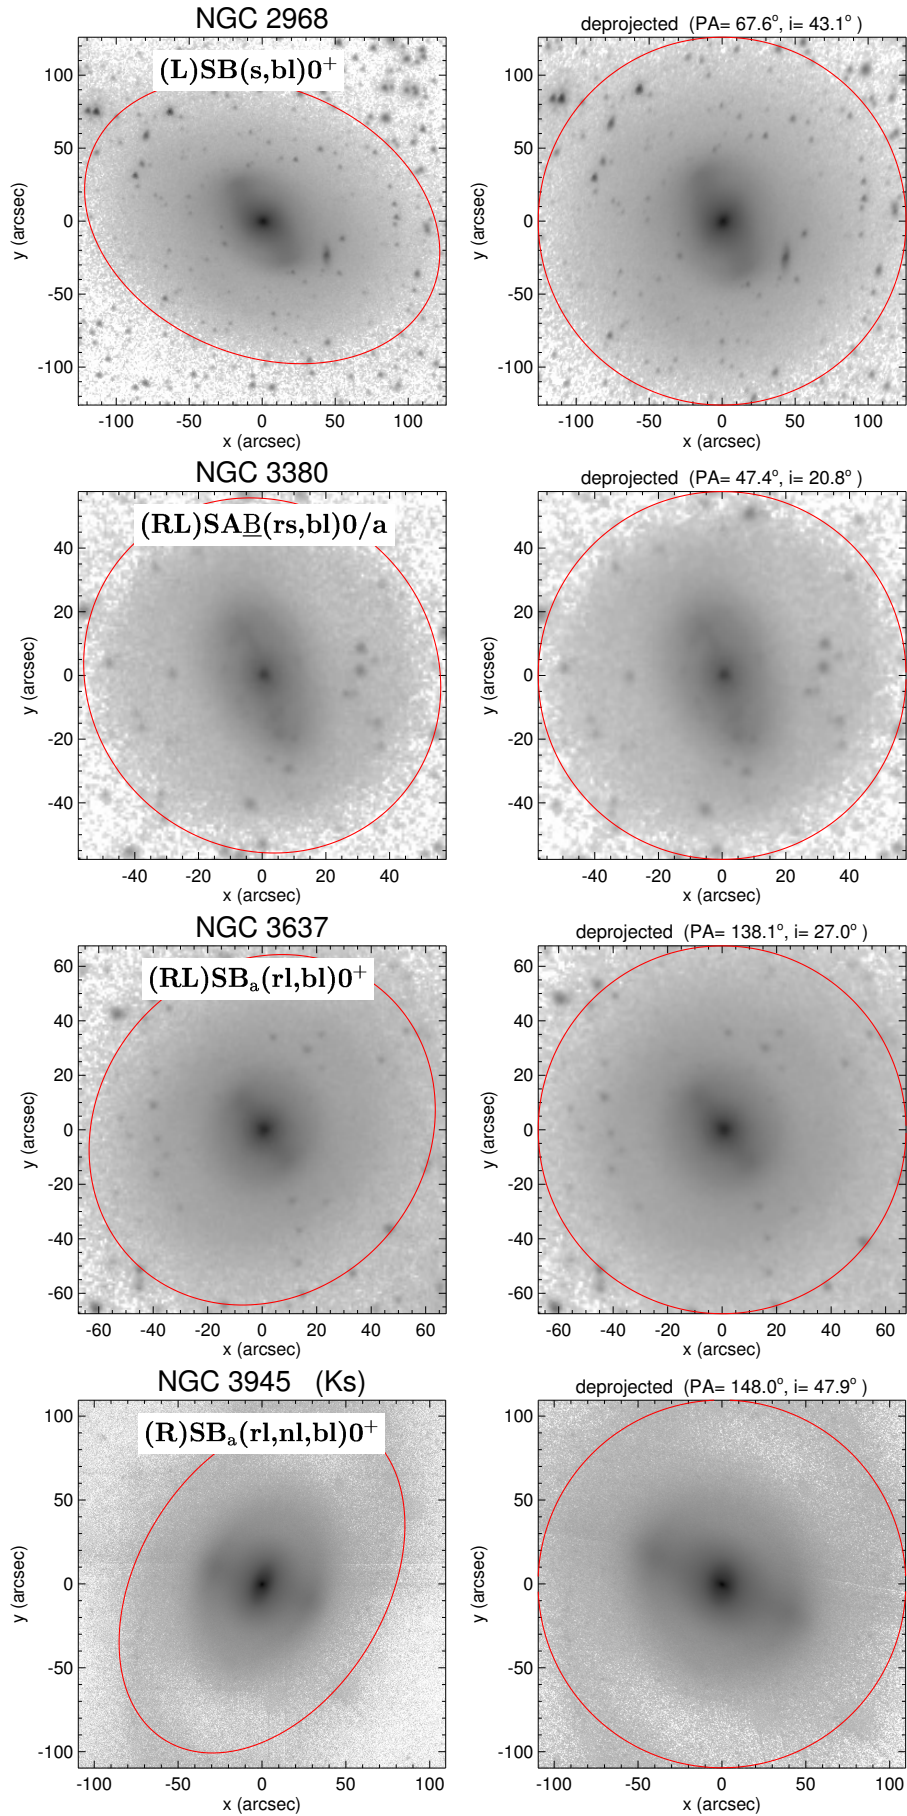 NGC 2968
deprojected (PA= 67.6°, i= 43.1° )
(L)SB(s,bl)0⁺
100
50
0
-50
-100
y (arcsec)
-100 -50 0 50 100
x (arcsec)
y (arcsec)
100
50
0
-50
-100
-100 -50 0 50 100
x (arcsec)
NGC 3380
deprojected (PA= 47.4°, i= 20.8° )
(RL)SAB(rs,bl)0/a
40
20
0
-20
-40
y (arcsec)
-40 -20 0 20 40
x (arcsec)
y (arcsec)
40
20
0
-20
-40
-40 -20 0 20 40
x (arcsec)
NGC 3637
deprojected (PA= 138.1°, i= 27.0° )
(RL)SBₐ(rl,bl)0⁺
60
40
20
0
-20
-40
-60
y (arcsec)
-60 -40 -20 0 20 40 60
x (arcsec)
y (arcsec)
60
40
20
0
-20
-40
-60
-60 -40 -20 0 20 40 60
x (arcsec)
NGC 3945 (Ks)
deprojected (PA= 148.0°, i= 47.9° )
(R)SBₐ(rl,nl,bl)0⁺
100
50
0
-50
-100
y (arcsec)
-100 -50 0 50 100
x (arcsec)
y (arcsec)
100
50
0
-50
-100
-100 -50 0 50 100
x (arcsec)